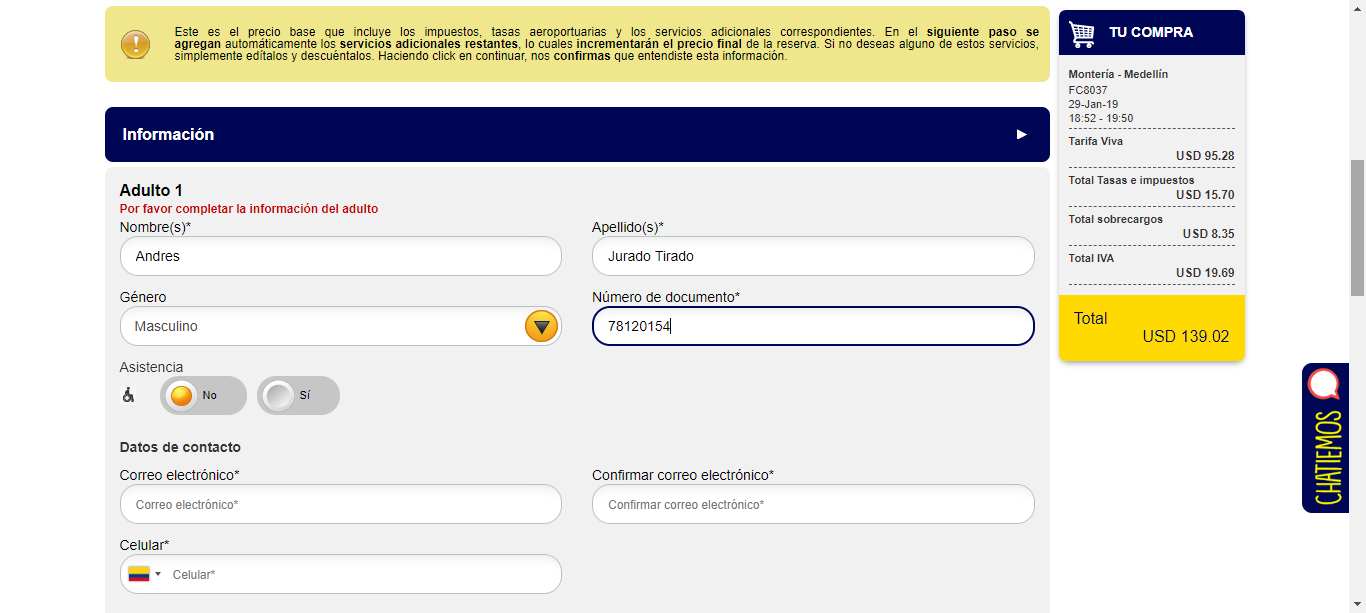 Este es el precio base que incluye los impuestos, tasas aeroportuarias y los servicios adicionales correspondientes. En el siguiente paso se
agregan automáticamente los servicios adicionales restantes, lo cuales incrementarán el precio final de la reserva. Si no deseas alguno de estos servicios,
simplemente edítalos y descuéntalos. Haciendo click en continuar, nos confirmas que entendiste esta información.
Información
Adulto 1
Por favor completar la información del adulto
Nombre(s)*
Apellido(s)*
Andres
Jurado Tirado
Género
Número de documento*
Masculino
78120154
Asistencia
No
Sí
Datos de contacto
Correo electrónico*
Confirmar correo electrónico*
Correo electrónico*
Confirmar correo electrónico*
Celular*
Celular*
TU COMPRA
Montería - Medellín
FC8037
29-Jan-19
18:52 - 19:50
Tarifa Viva
USD 95.28
Total Tasas e impuestos
USD 15.70
Total sobrecargos
USD 8.35
Total IVA
USD 19.69
Total
USD 139.02
CHATIEMOS